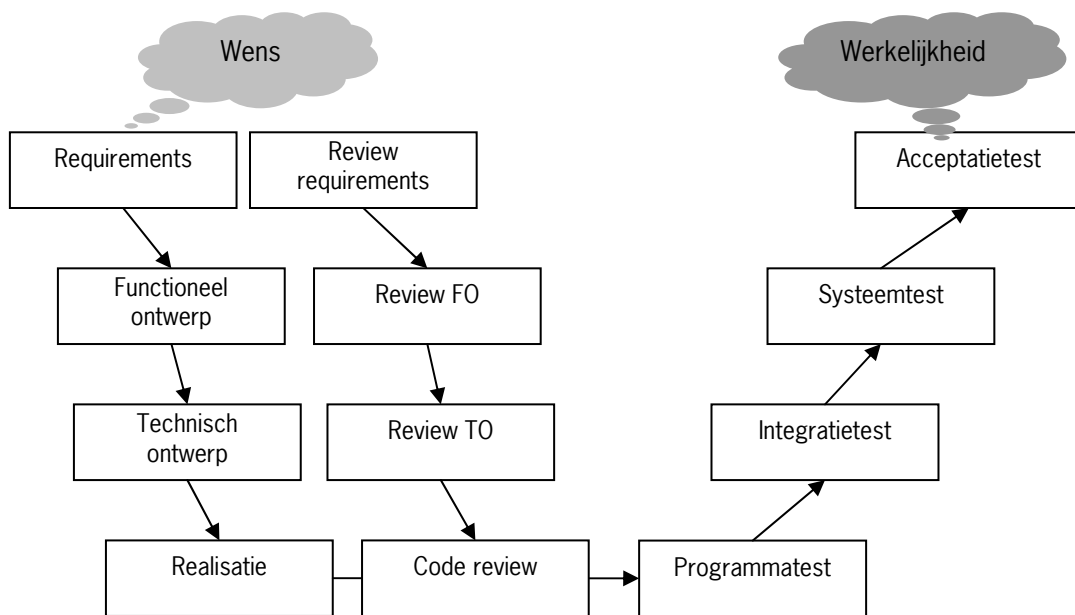 Wens
Werkelijkheid
Requirements
Review
requirements
Acceptatietest
Functioneel
ontwerp
Review FO
Systeemtest
Technisch
ontwerp
Review TO
Integratietest
Realisatie
Code review
Programmatest